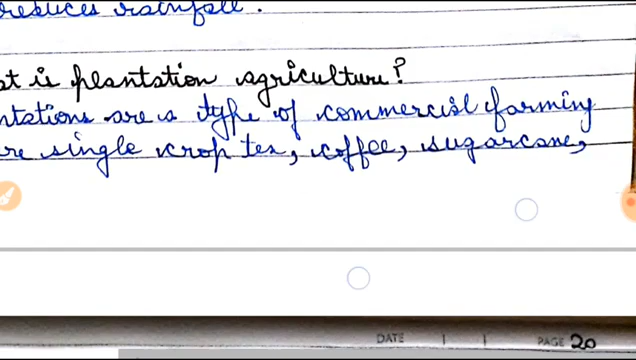 reduces rainfall.
at is plantation agriculture?
ntations are a type of commercial farming
re single crop tea, coffee, sugarcane,
DATE PAGE 20